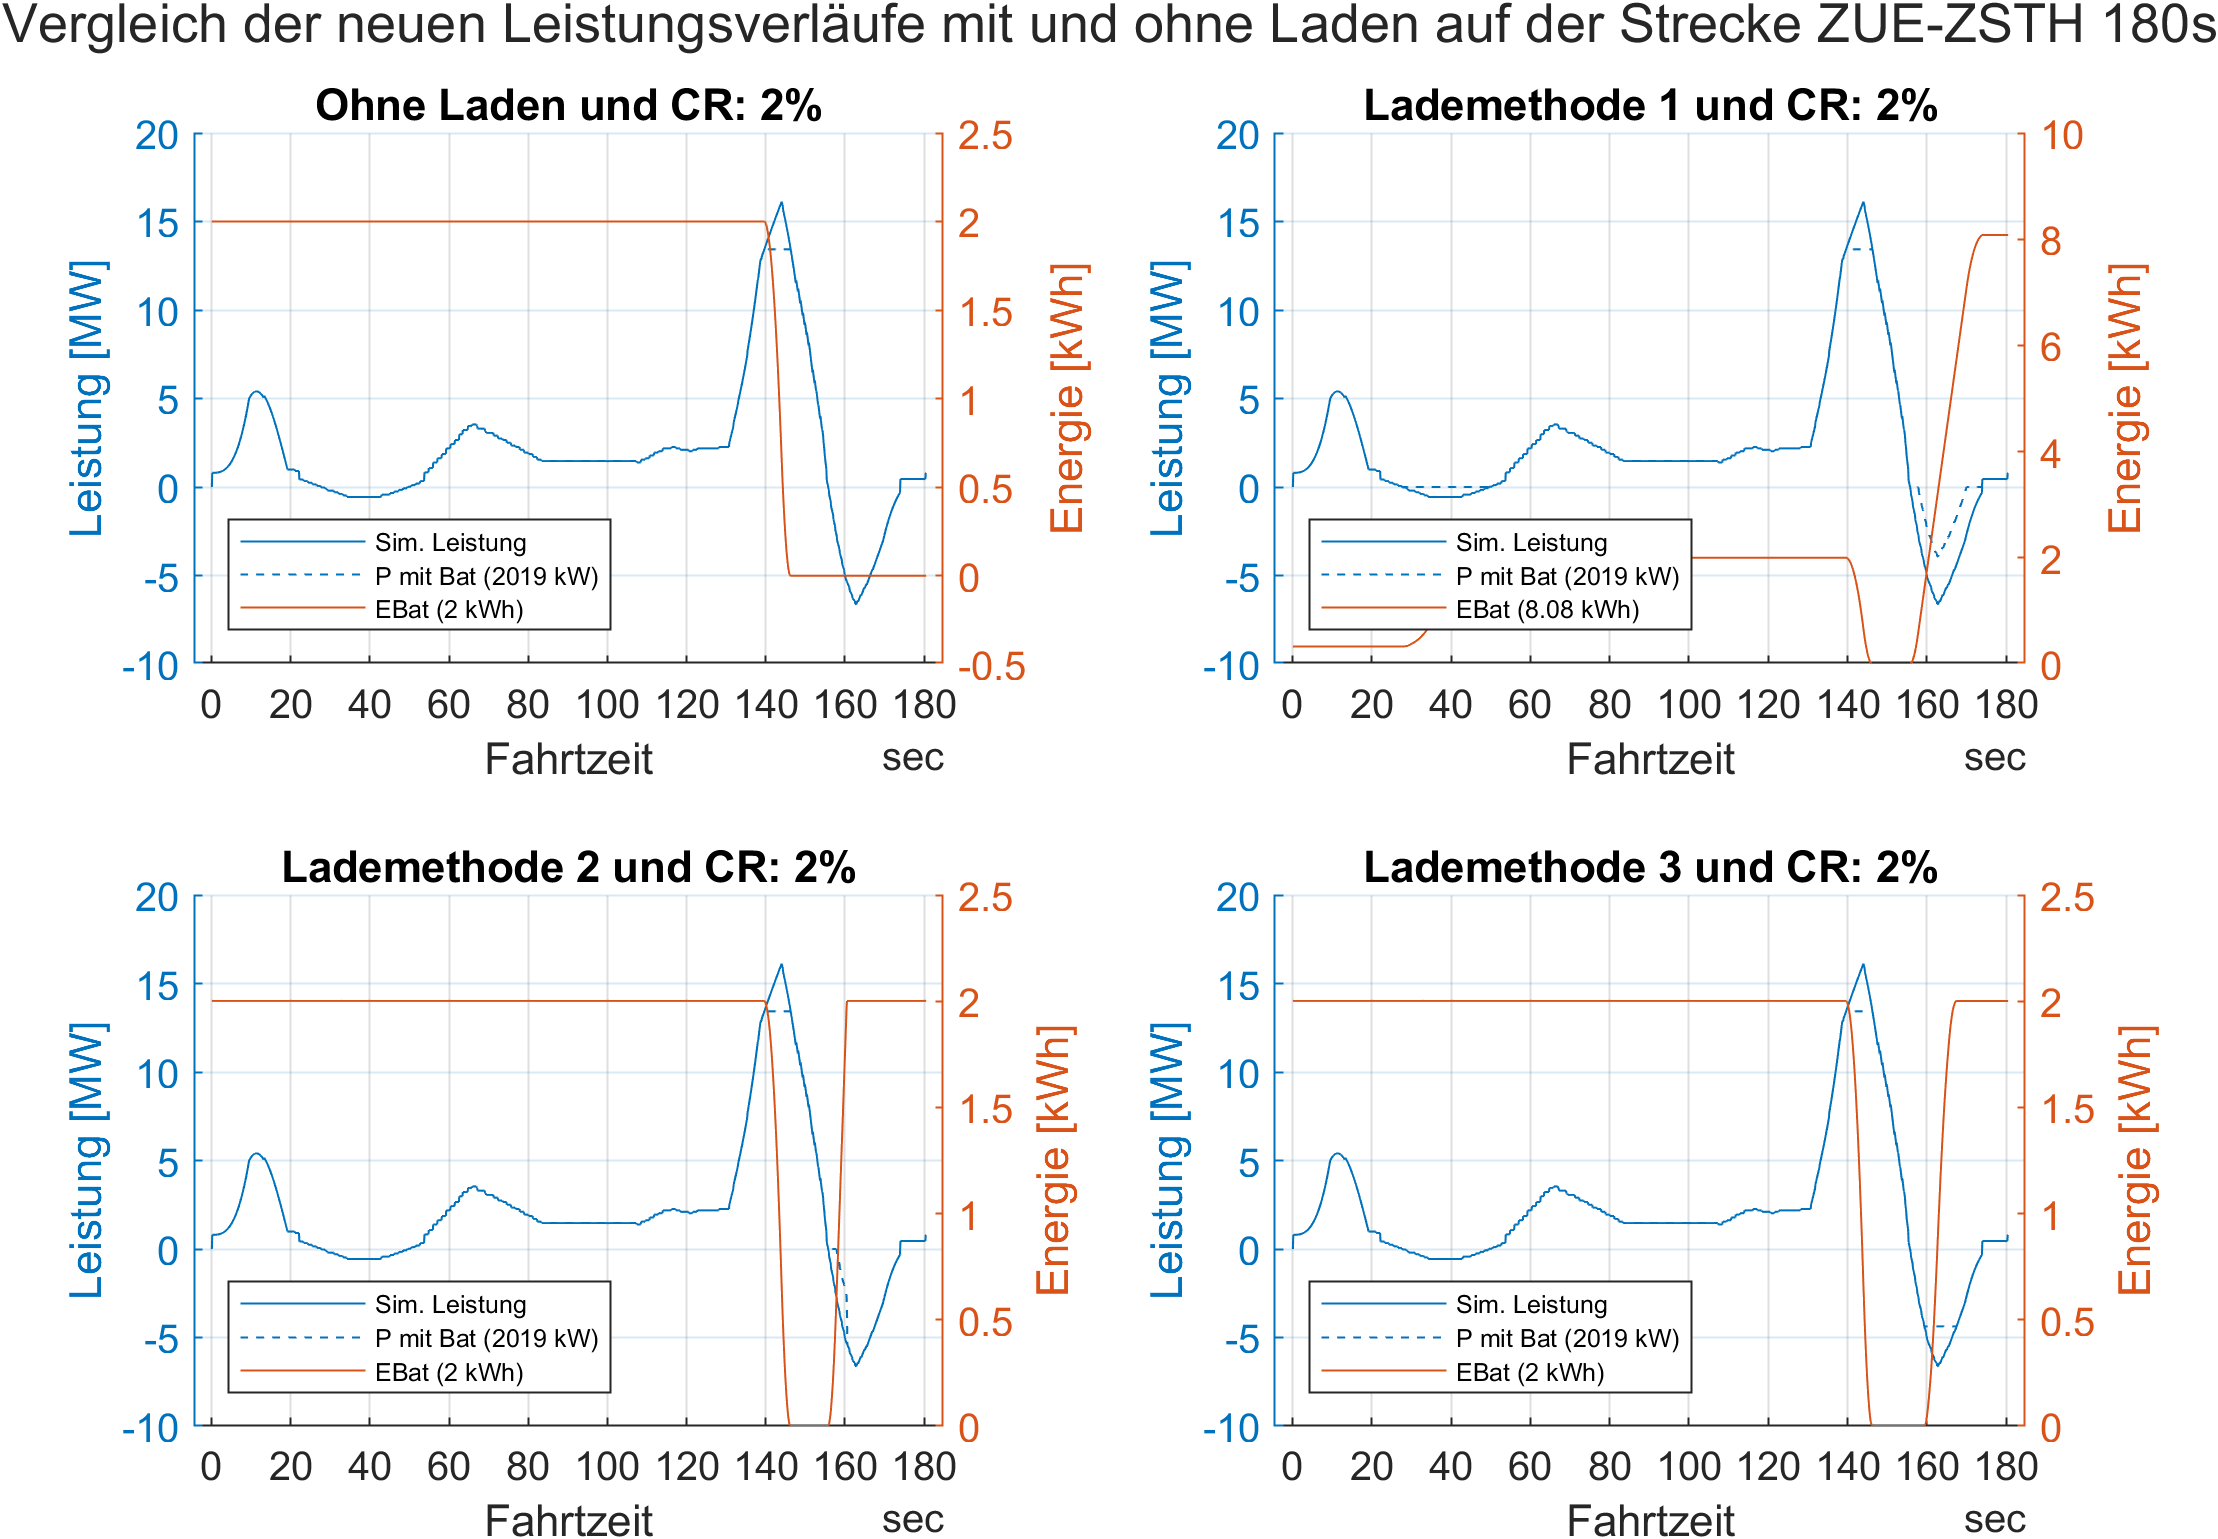 Vergleich der neuen Leistungsverläufe mit und ohne Laden auf der Strecke ZUE-ZSTH 180s
Ohne Laden und CR: 2%
20
15
10
5
0
-5
-10
Leistung [MW]
2.5
2
1.5
1
0.5
0
-0.5
Energie [kWh]
Sim. Leistung
P mit Bat (2019 kW)
EBat (2 kWh)
0 20 40 60 80 100 120 140 160 180
Fahrtzeit sec
Lademethode 1 und CR: 2%
20
15
10
5
0
-5
-10
Leistung [MW]
10
8
6
4
2
0
Energie [kWh]
Sim. Leistung
P mit Bat (2019 kW)
EBat (8.08 kWh)
0 20 40 60 80 100 120 140 160 180
Fahrtzeit sec
Lademethode 2 und CR: 2%
20
15
10
5
0
-5
-10
Leistung [MW]
2.5
2
1.5
1
0.5
0
Energie [kWh]
Sim. Leistung
P mit Bat (2019 kW)
EBat (2 kWh)
0 20 40 60 80 100 120 140 160 180
Fahrtzeit sec
Lademethode 3 und CR: 2%
20
15
10
5
0
-5
-10
Leistung [MW]
2.5
2
1.5
1
0.5
0
Energie [kWh]
Sim. Leistung
P mit Bat (2019 kW)
EBat (2 kWh)
0 20 40 60 80 100 120 140 160 180
Fahrtzeit sec